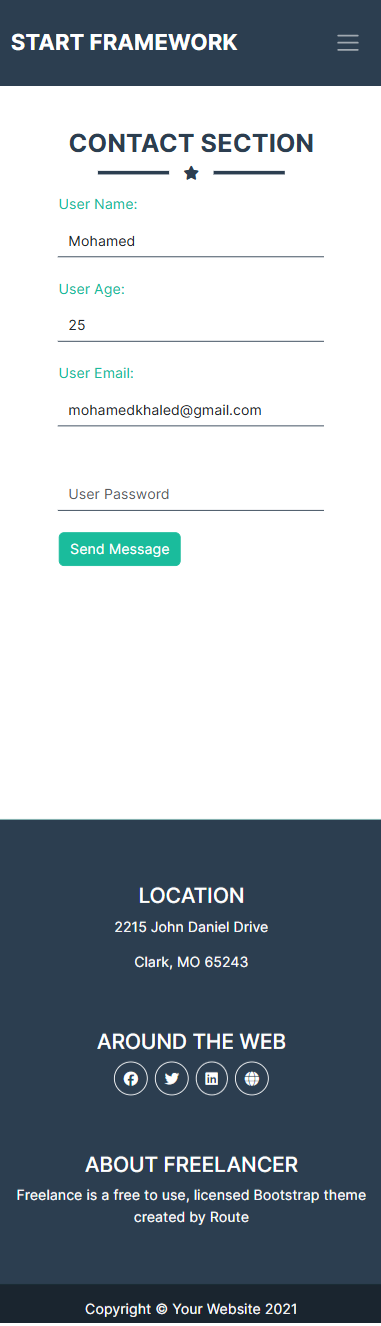 START FRAMEWORK
CONTACT SECTION
User Name:
Mohamed
User Age:
25
User Email:
mohamedkhaled@gmail.com
User Password
Send Message
LOCATION
2215 John Daniel Drive
Clark, MO 65243
AROUND THE WEB
ABOUT FREELANCER
Freelance is a free to use, licensed Bootstrap theme
created by Route
Copyright © Your Website 2021